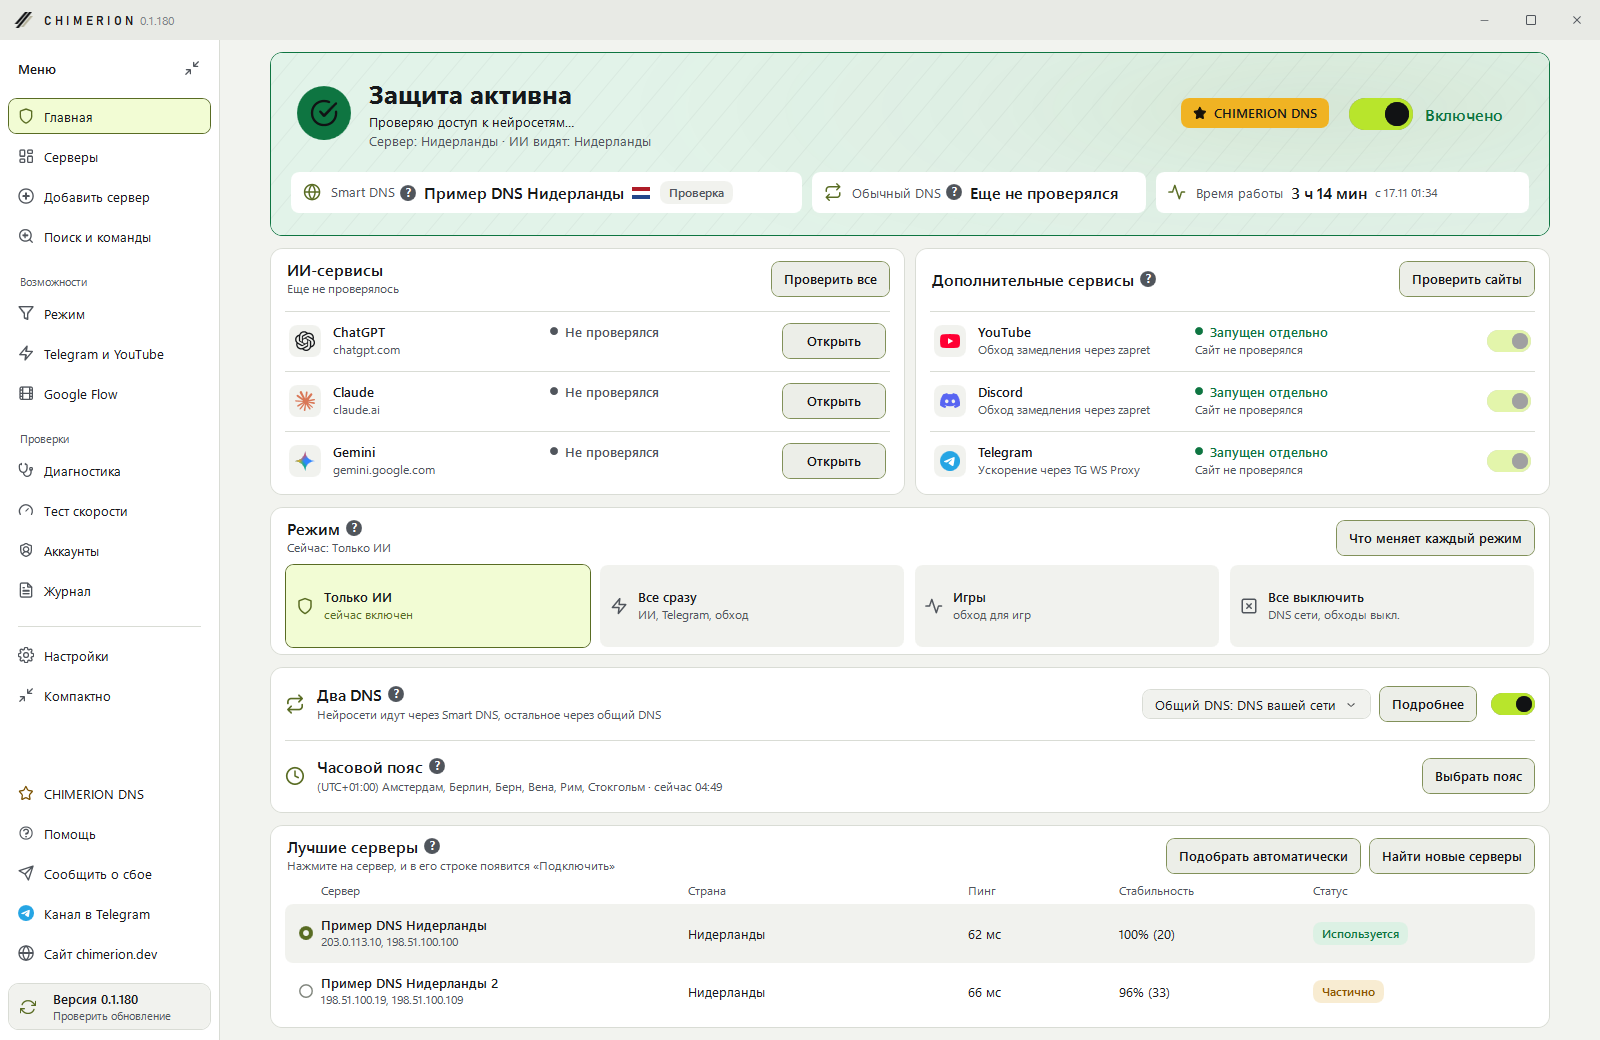 CHIMERION 0.1.180
Меню
Главная
Серверы
Добавить сервер
Поиск и команды
Возможности
Режим
Telegram и YouTube
Google Flow
Проверки
Диагностика
Тест скорости
Аккаунты
Журнал
Настройки
Компактно
CHIMERION DNS
Помощь
Сообщить о сбое
Канал в Telegram
Сайт chimerion.dev
Версия 0.1.180
Проверить обновление
Защита активна
Проверяю доступ к нейросетям...
Сервер: Нидерланды · ИИ видят: Нидерланды
CHIMERION DNS
Включено
Smart DNS ? Пример DNS Нидерланды Проверка
Обычный DNS ? Еще не проверялся
Время работы 3 ч 14 мин с 17.11 01:34
ИИ-сервисы
Еще не проверялось
Проверить все
ChatGPT
chatgpt.com
Не проверялся
Открыть
Claude
claude.ai
Не проверялся
Открыть
Gemini
gemini.google.com
Не проверялся
Открыть
Дополнительные сервисы ?
Проверить сайты
YouTube
Обход замедления через zapret
Запущен отдельно
Сайт не проверялся
Discord
Обход замедления через zapret
Запущен отдельно
Сайт не проверялся
Telegram
Ускорение через TG WS Proxy
Запущен отдельно
Сайт не проверялся
Режим ?
Сейчас: Только ИИ
Что меняет каждый режим
Только ИИ
сейчас включен
Все сразу
ИИ, Telegram, обход
Игры
обход для игр
Все выключить
DNS сети, обходы выкл.
Два DNS ?
Нейросети идут через Smart DNS, остальное через общий DNS
Общий DNS: DNS вашей сети
Подробнее
Часовой пояс ?
(UTC+01:00) Амстердам, Берлин, Берн, Вена, Рим, Стокгольм · сейчас 04:49
Выбрать пояс
Лучшие серверы ?
Нажмите на сервер, и в его строке появится «Подключить»
Подобрать автоматически
Найти новые серверы
Сервер Страна Пинг Стабильность Статус
Пример DNS Нидерланды
203.0.113.10, 198.51.100.100
Нидерланды 62 мс 100% (20) Используется
Пример DNS Нидерланды 2
198.51.100.19, 198.51.100.109
Нидерланды 66 мс 96% (33) Частично